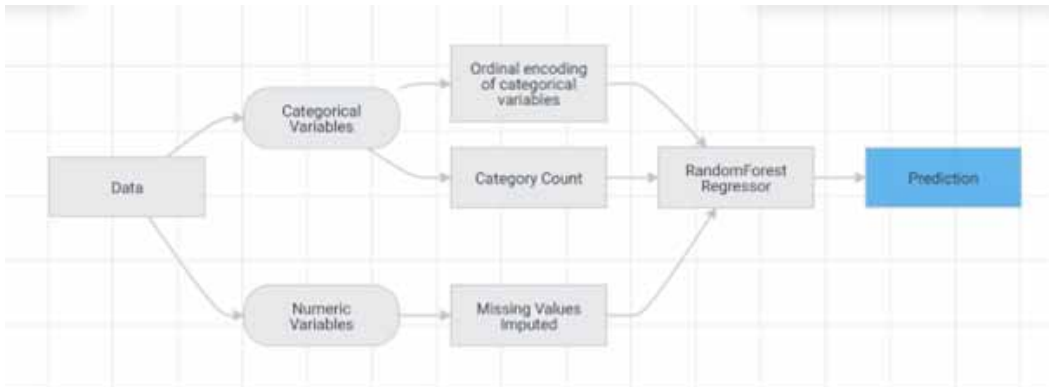 Data
Categorical
Variables
Ordinal encoding
of categorical
variables
Category Count
Numeric
Variables
Missing Values
Imputed
RandomForest
Regressor
Prediction